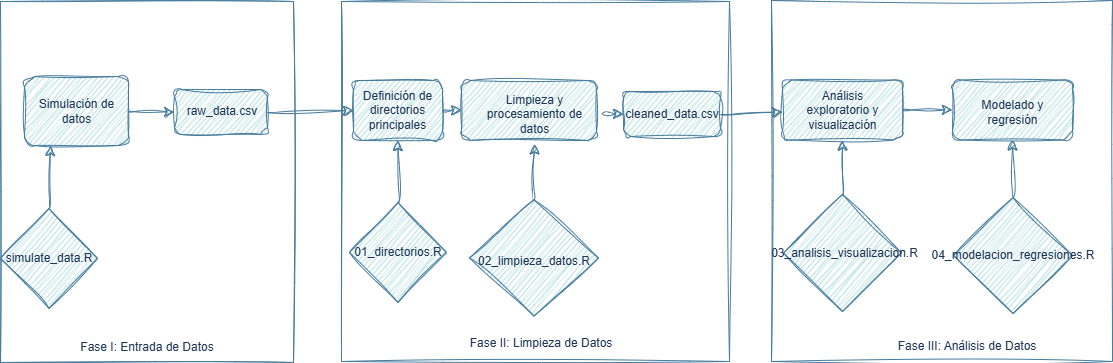 Simulación de
datos
raw_data.csv
simulate_data.R
Fase I: Entrada de Datos
Definición de
directorios
principales
Limpieza y
procesamiento de
datos
cleaned_data.csv
01_directorios.R
02_limpieza_datos.R
Fase II: Limpieza de Datos
Análisis
exploratorio y
visualización
Modelado y
regresión
03_analisis_visualización.R
04_modelacion_regresiones.R
Fase III: Análisis de Datos